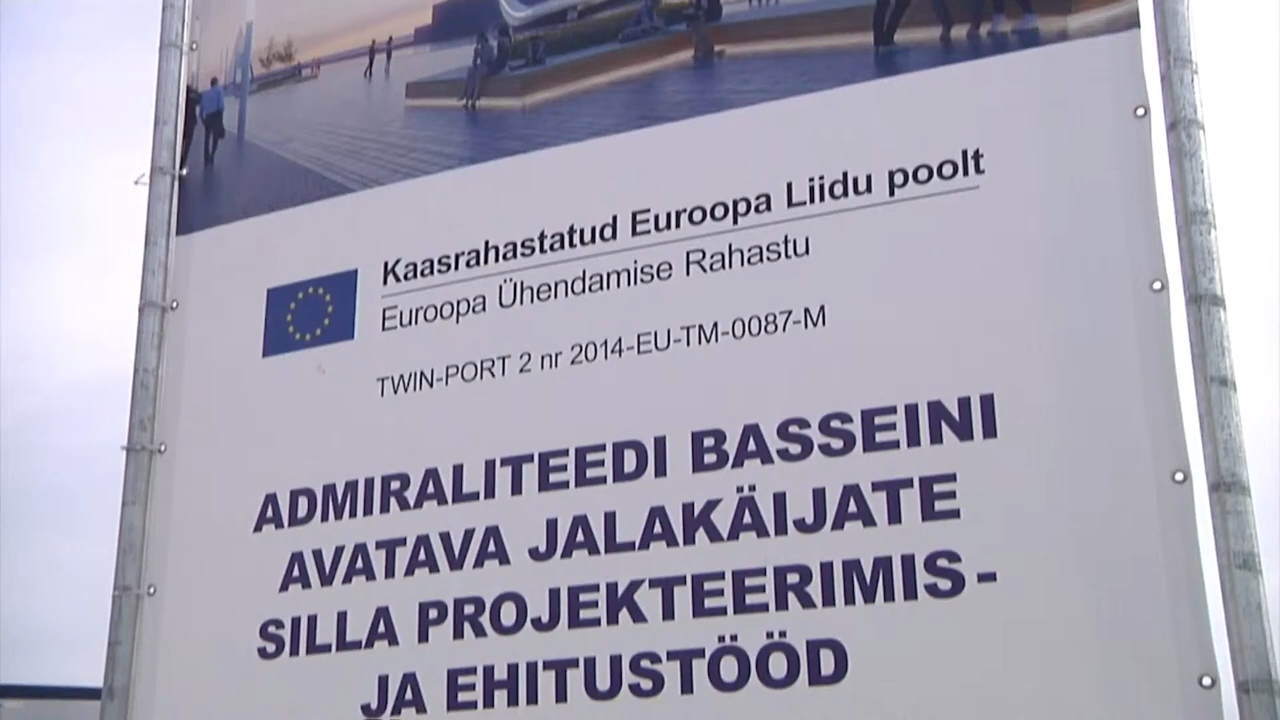 Kaasrahastatud Euroopa Liidu poolt
Euroopa Ühendamise Rahastu
TWIN-PORT 2 nr 2014-EU-TM-0087-M
ADMIRALITEEDI BASSEINI
AVATAVA JALAKÄIJATE
SILLA PROJEKTEERIMIS-
JA EHITUSTÖÖD